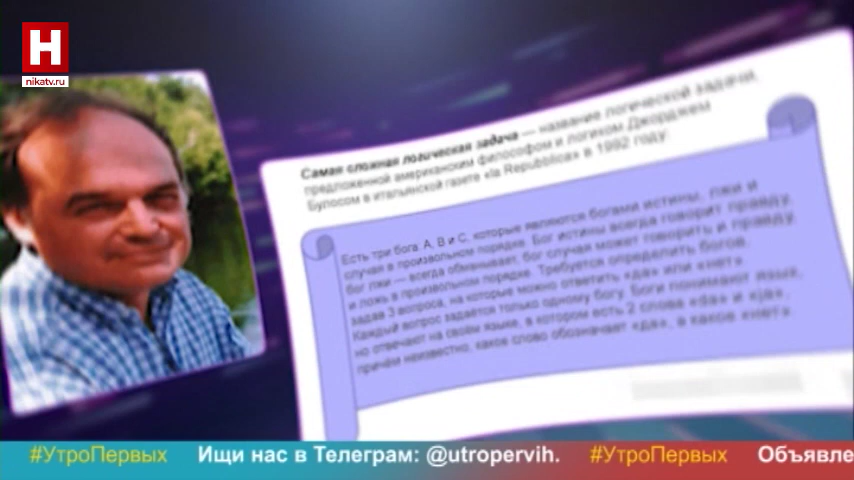 Н
nikatv.ru
Самая сложная логическая задача — название логической задачи,
предложенной американским философом и логиком Джорджем
Булосом в итальянской газете «la Repubblica» в 1992 году:
Есть три бога: A, B и C, которые являются богами истины, лжи и
случая в произвольном порядке. Бог истины всегда говорит правду,
бог лжи — всегда обманывает, бог случая может говорить и правду,
и ложь в произвольном порядке. Требуется определить богов,
задав 3 вопроса, на которые можно ответить «да» или «нет».
Каждый вопрос задаётся только одному богу. Боги понимают язык,
но отвечают на своём языке, в котором есть 2 слова «da» и «ja»,
причём неизвестно, какое слово обозначает «да», а какое «нет».
#УтроПервых Ищи нас в Телеграм: @utropervih. #УтроПервых Объявле